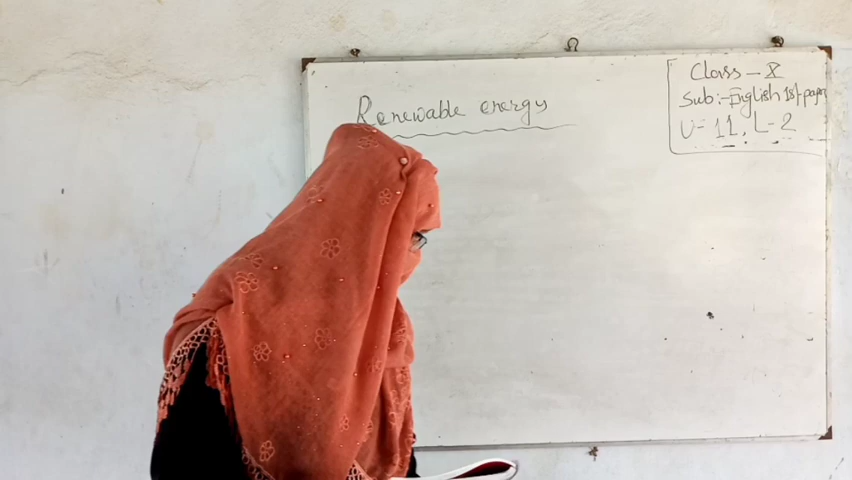 Renewable energy
Class - X
Sub:- English 1st paper
U- 11, L-2